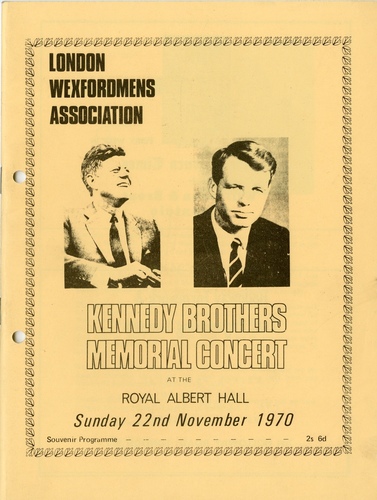 LONDON
WEXFORDMENS
ASSOCIATION
KENNEDY BROTHERS
MEMORIAL CONCERT
AT THE
ROYAL ALBERT HALL
Sunday 22nd November 1970
Souvenir Programme – – – – – – – – 2s 6d